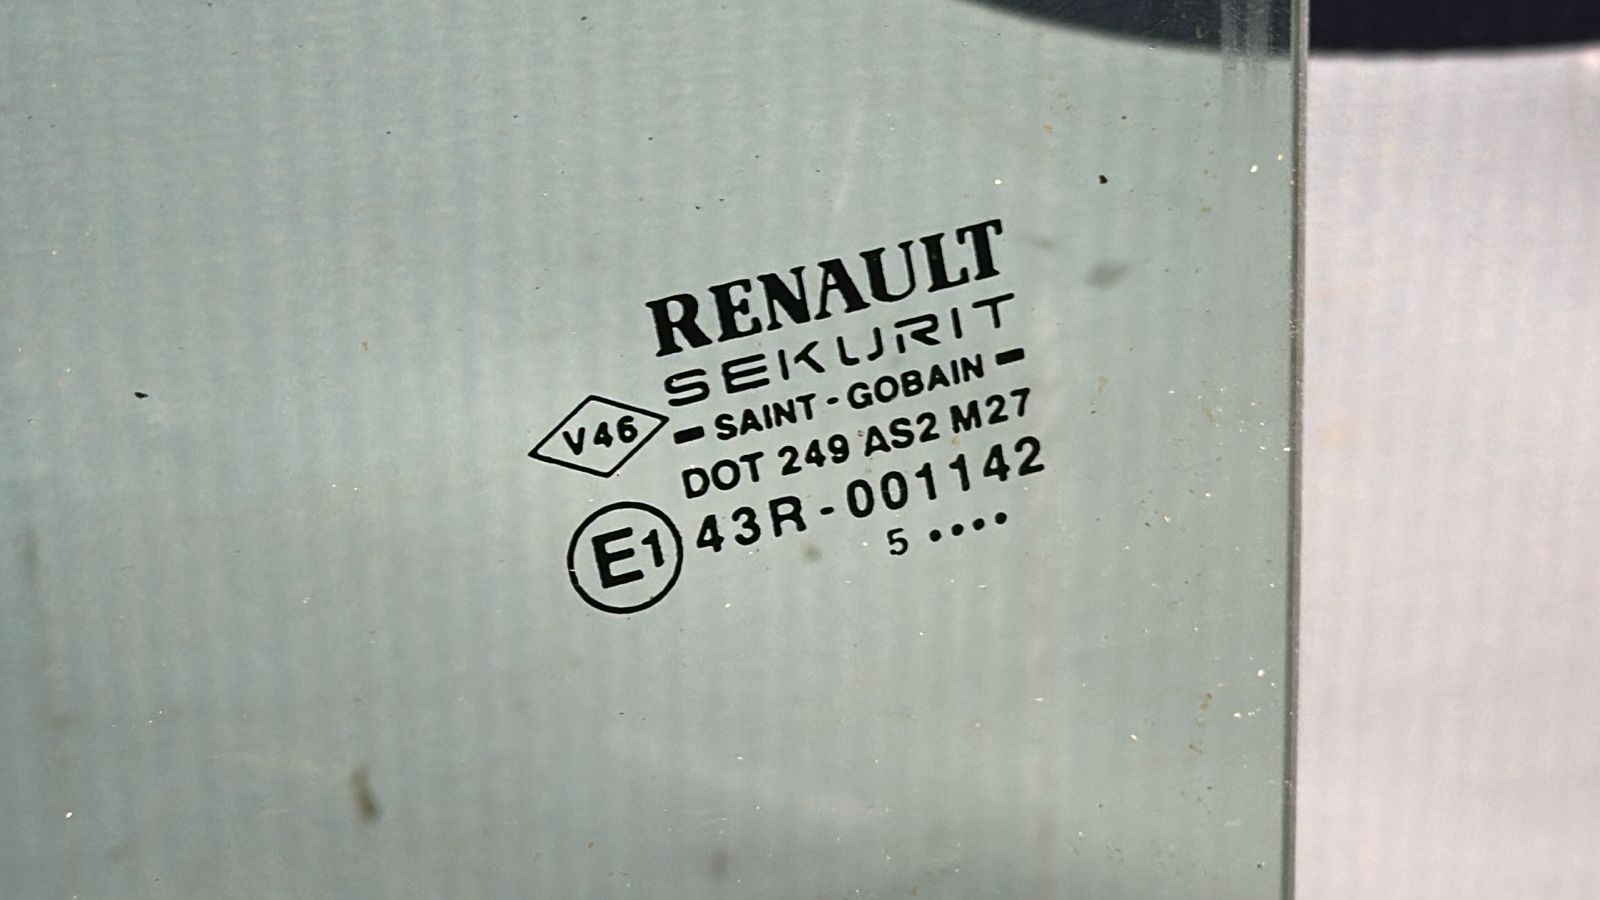 RENAULT
SEKURIT
SAINT-GOBAIN
V46
DOT 249 AS2 M27
E1 43R-001142
5 ••••